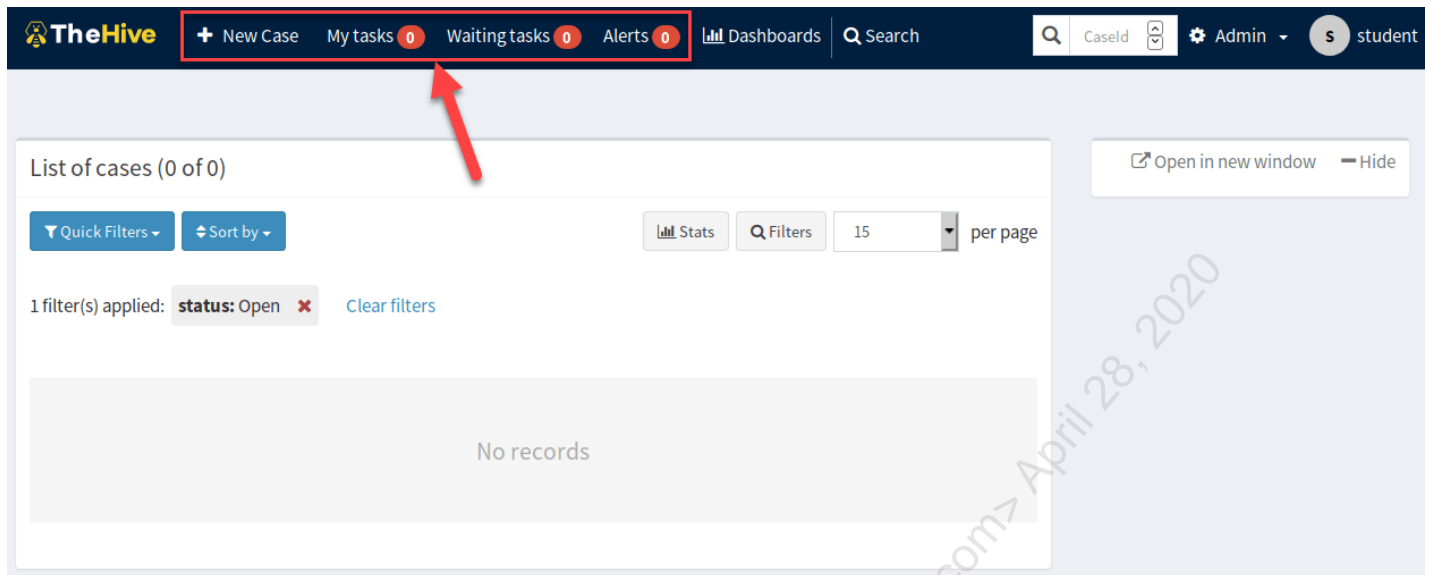 TheHive + New Case My tasks 0 Waiting tasks 0 Alerts 0 Dashboards Search CaseId Admin S student
List of cases (0 of 0)
Open in new window Hide
Quick Filters Sort by Stats Filters 15 per page
1 filter(s) applied: status: Open Clear filters
No records
com> April 28, 2020